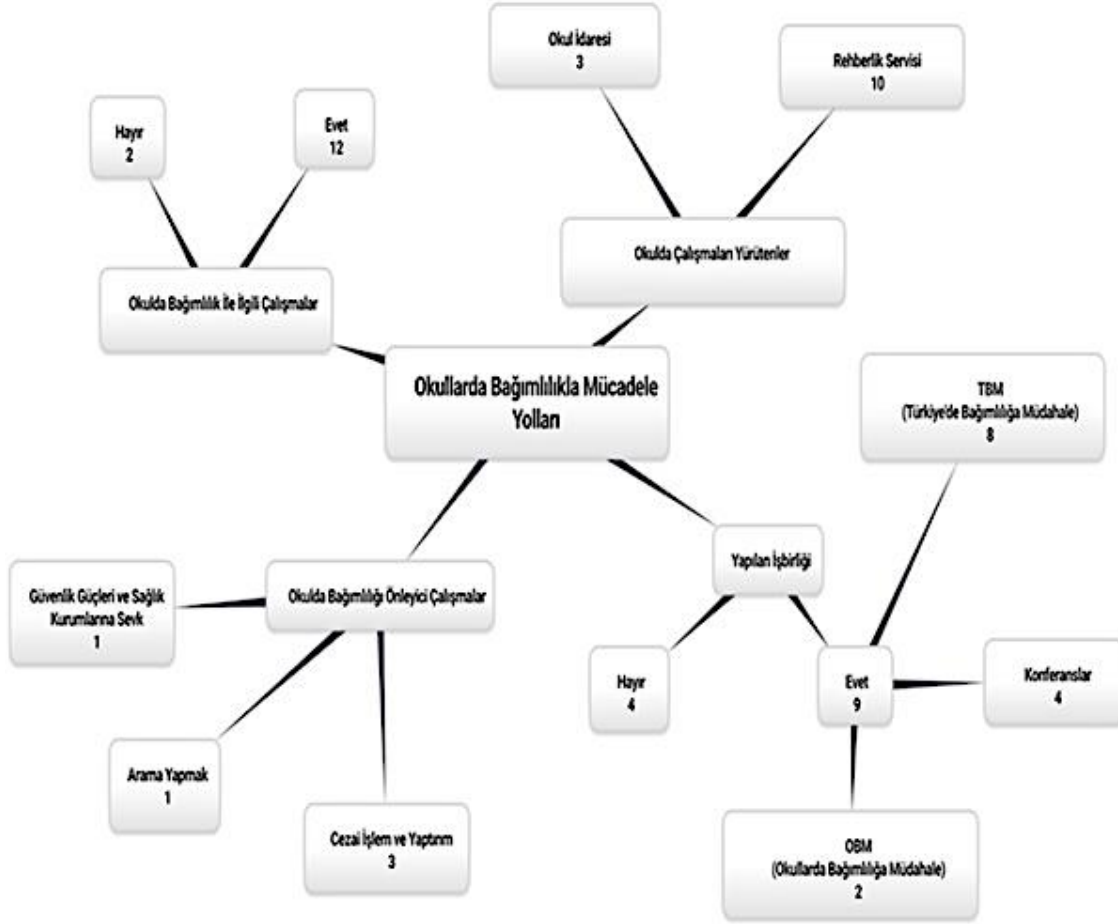 Okul İdaresi
3
Rehberlik Servisi
10
Hayır
2
Evet
12
Okulda Çalışmaları Yürütenler
Okulda Bağımlılık İle İlgili Çalışmalar
Okullarda Bağımlılıkla Mücadele
Yolları
TBM
(Türkiye'de Bağımlılığa Müdahale)
8
Yapılan İşbirliği
Güvenlik Güçleri ve Sağlık
Kurumlarına Sevk
1
Okulda Bağımlılığı Önleyici Çalışmalar
Hayır
4
Evet
9
Konferanslar
4
Arama Yapmak
1
Cezai İşlem ve Yaptırım
3
OBM
(Okullarda Bağımlılığa Müdahale)
2